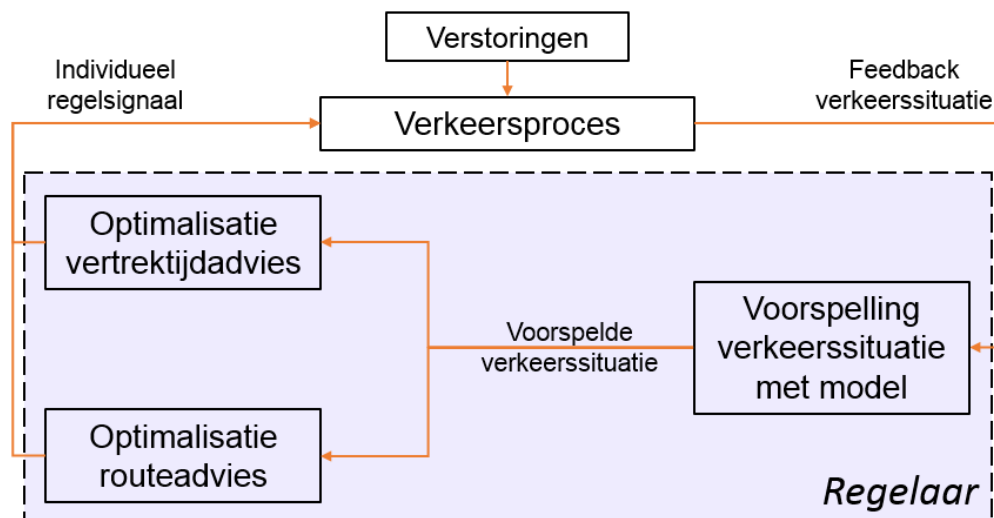 Verstoringen
Individueel
regelsignaal
Feedback
verkeerssituatie
Verkeersproces
Optimalisatie
vertrektijdadvies
Voorspelde
verkeerssituatie
Voorspelling
verkeerssituatie
met model
Optimalisatie
routeadvies
Regelaar